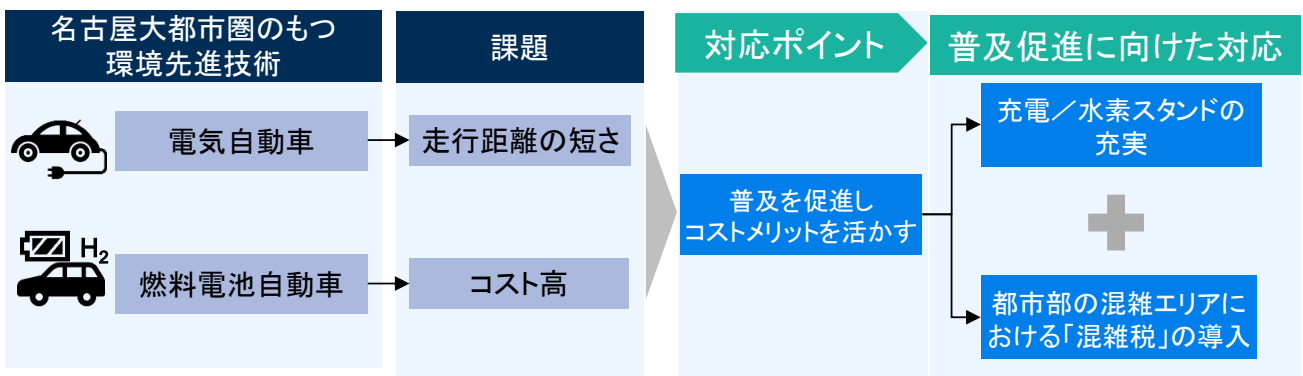 名古屋大都市圏のもつ
環境先進技術
課題
対応ポイント
普及促進に向けた対応
電気自動車
走行距離の短さ
H₂
燃料電池自動車
コスト高
普及を促進し
コストメリットを活かす
充電／水素スタンドの
充実
都市部の混雑エリアに
おける「混雑税」の導入